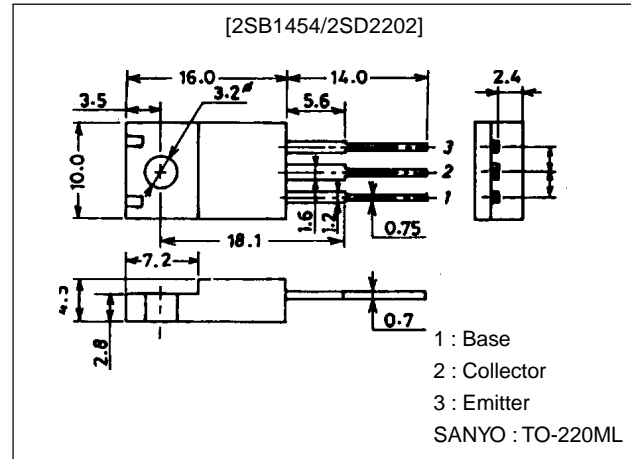 [2SB1454/2SD2202]
16.0
14.0
3.5
3.2ø
5.6
2.4
10.0
3
2
1
1.6
1.2
0.75
18.1
7.2
2.8
0.7
1 : Base
2 : Collector
3 : Emitter
SANYO : TO-220ML